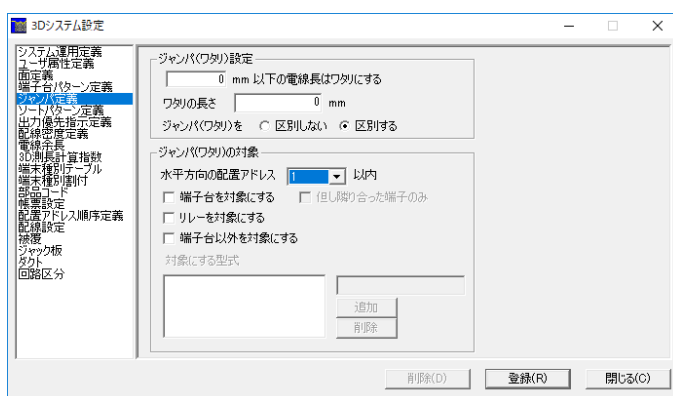 3Dシステム設定
システム運用定義
ユーザ属性定義
面定義
端子台パターン定義
ジャンパ定義
ソートパターン定義
出力優先指示定義
配線密度定義
電線余長
3D測長計算指数
端末種別テーブル
端末種別割付
部品コード
帳票設定
配置アドレス順序定義
配線設定
被覆
ジャック板
ダクト
回路区分
ジャンパ(ワタリ)設定
0 mm 以下の電線長はワタリにする
ワタリの長さ 0 mm
ジャンパ(ワタリ)を 区別しない 区別する
ジャンパ(ワタリ)の対象
水平方向の配置アドレス 1 以内
端子台を対象にする 但し隣り合った端子のみ
リレーを対象にする
端子台以外を対象にする
対象にする型式
追加
削除
削除(D) 登録(R) 閉じる(C)